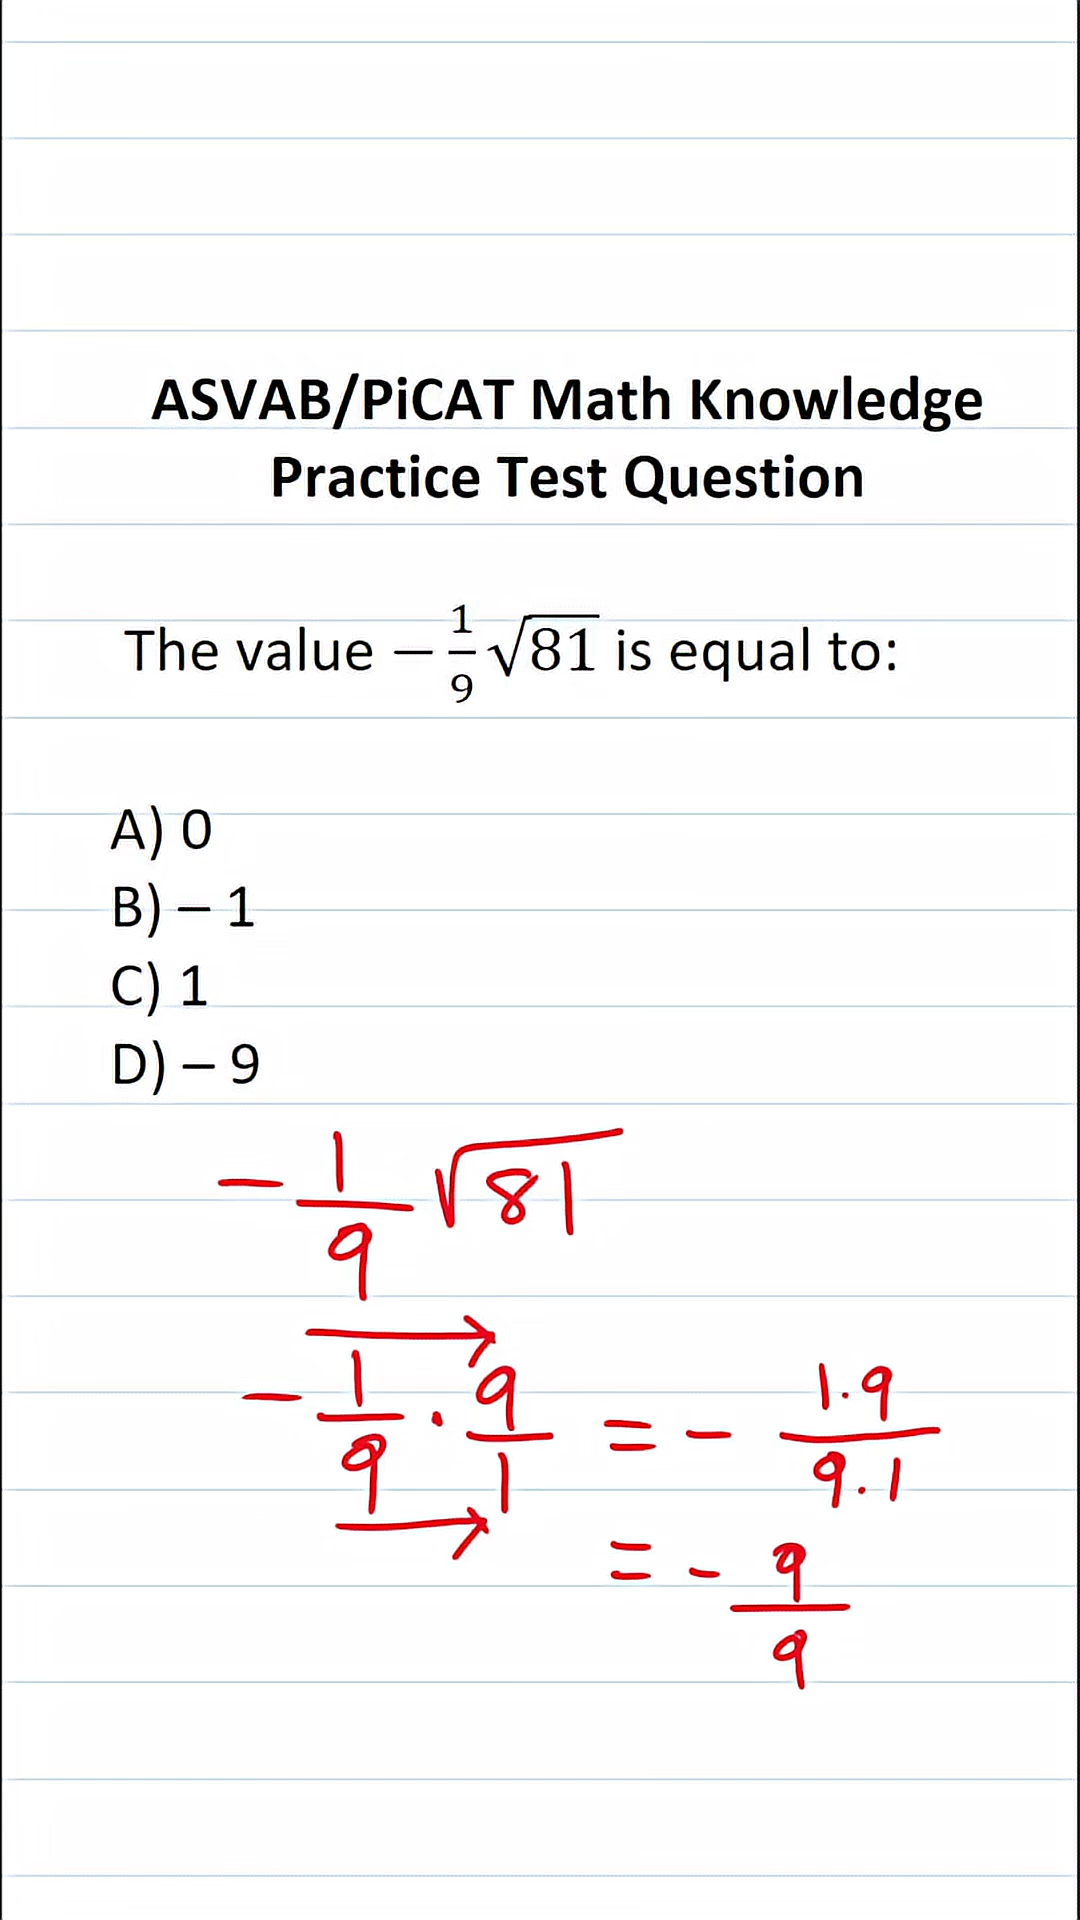 ASVAB/PiCAT Math Knowledge
Practice Test Question
The value −1/9√81 is equal to:
A) 0
B) – 1
C) 1
D) – 9
−1/9 √81
−1/9 · 9/1 = − 1·9/9·1
= − 9/9